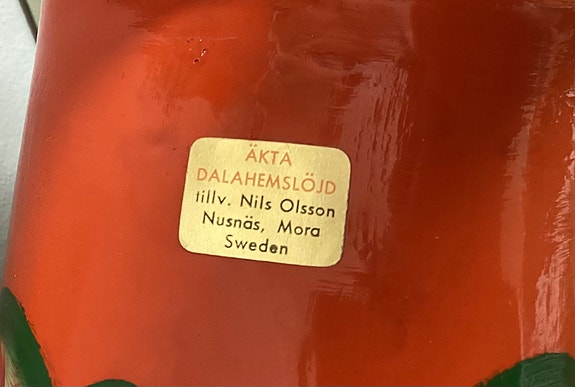 ÄKTA
DALAHEMSLÖJD
tillv. Nils Olsson
Nusnäs, Mora
Sweden